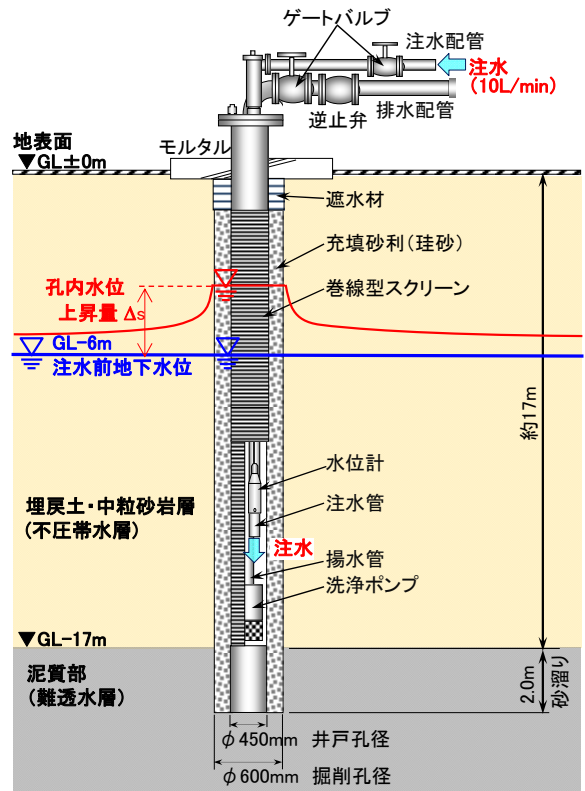 ゲートバルブ
注水配管
注水
(10L/min)
排水配管
逆止弁
モルタル
地表面
▼GL±0m
遮水材
充填砂利(珪砂)
巻線型スクリーン
孔内水位
上昇量 Δs
GL-6m
注水前地下水位
約17m
水位計
注水管
注水
揚水管
洗浄ポンプ
埋戻土・中粒砂岩層
(不圧帯水層)
▼GL-17m
泥質部
(難透水層)
2.0m
砂溜り
φ450mm 井戸孔径
φ600mm 掘削孔径